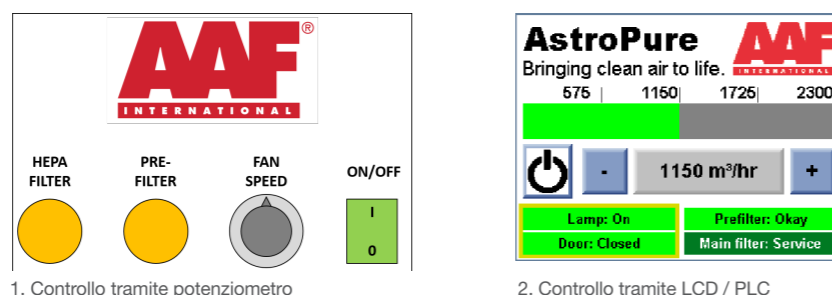 AAF®
INTERNATIONAL
HEPA FILTER
PRE-FILTER
FAN SPEED
ON/OFF
I
0
1. Controllo tramite potenziometro
AstroPure
Bringing clean air to life.
AAF
INTERNATIONAL
575 | 1150| 1725| 2300
- 1150 m³/hr +
Lamp: On
Prefilter: Okay
Door: Closed
Main filter: Service
2. Controllo tramite LCD / PLC